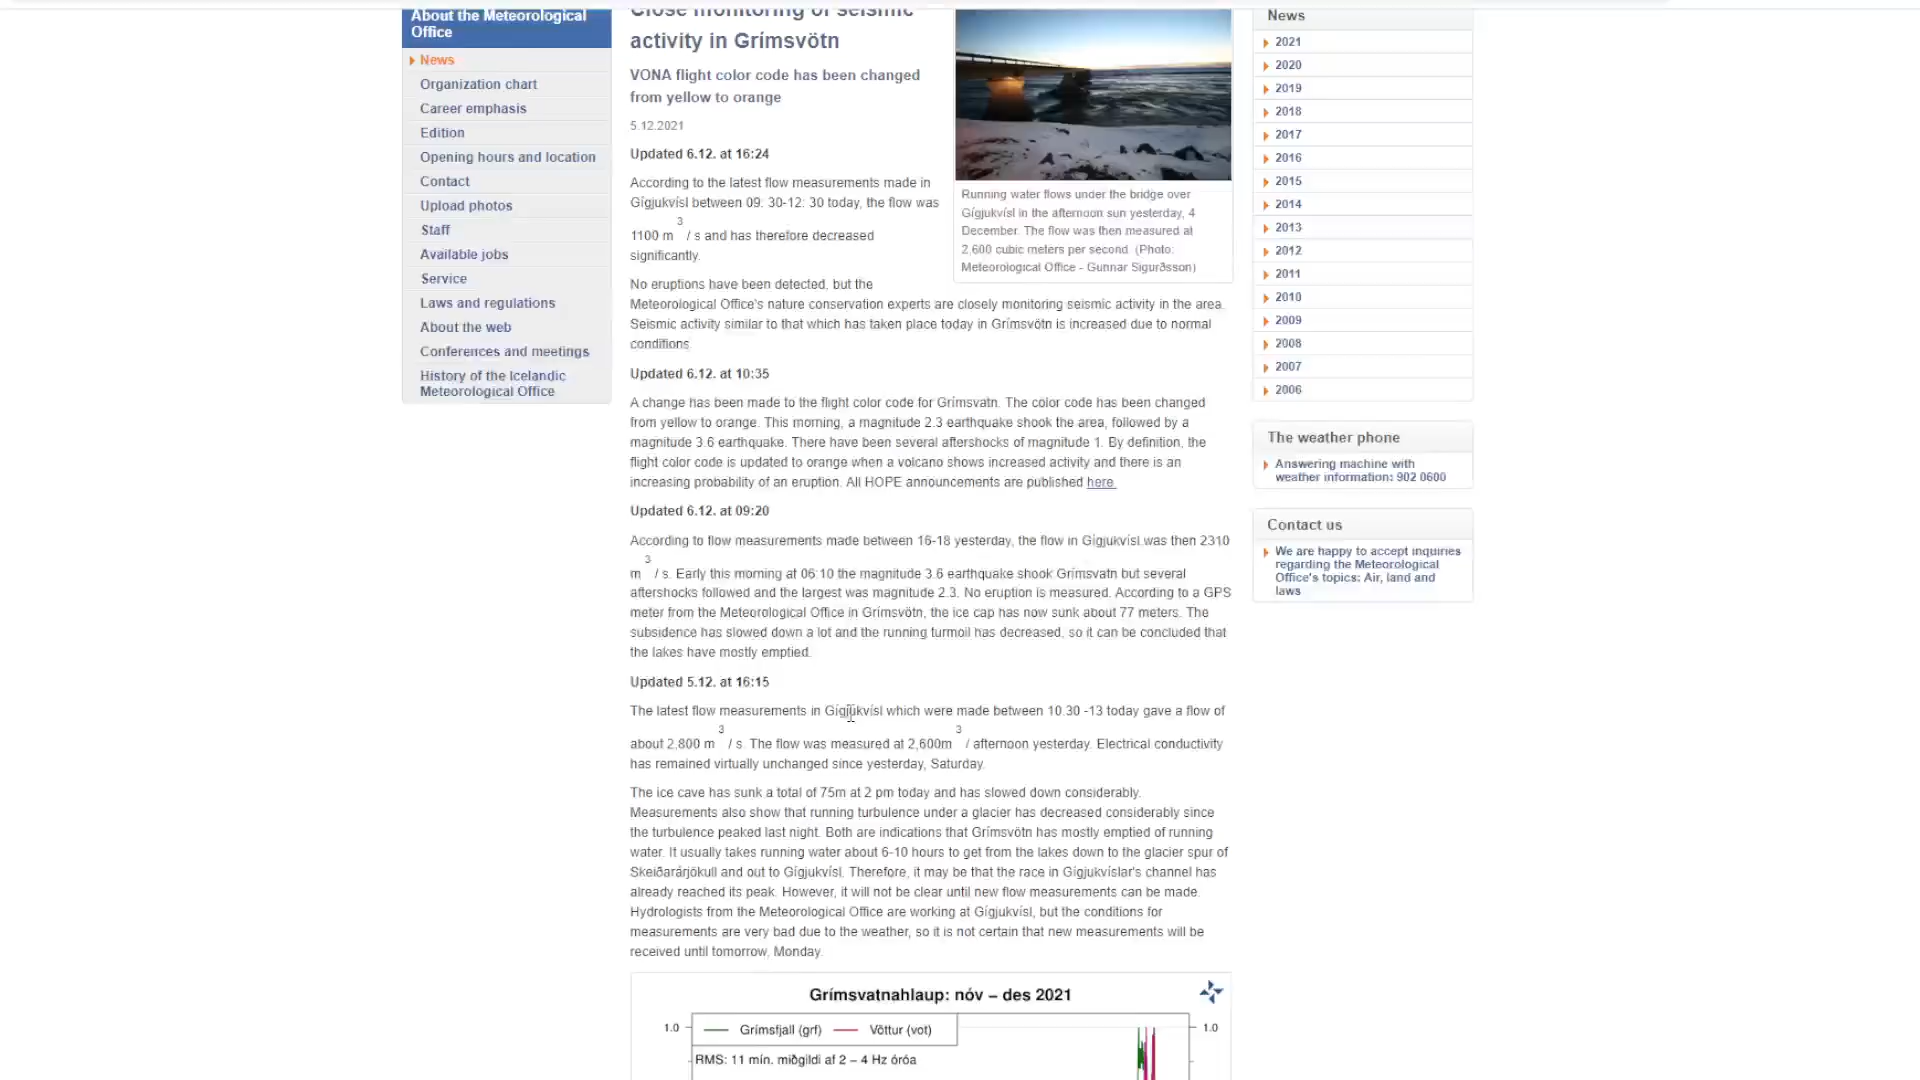 About the Meteorological
Office
News
Organization chart
Career emphasis
Edition
Opening hours and location
Contact
Upload photos
Staff
Available jobs
Service
Laws and regulations
About the web
Conferences and meetings
History of the Icelandic
Meteorological Office
Close monitoring of seismic
activity in Grímsvötn
VONA flight color code has been changed
from yellow to orange
5.12.2021
Updated 6.12. at 16:24
According to the latest flow measurements made in
Gígjukvísl between 09: 30-12: 30 today, the flow was
1100 m 3 / s and has therefore decreased
significantly.
No eruptions have been detected, but the
Meteorological Office's nature conservation experts are closely monitoring seismic activity in the area.
Seismic activity similar to that which has taken place today in Grímsvötn is increased due to normal
conditions.
Running water flows under the bridge over
Gígjukvísl in the afternoon sun yesterday, 4
December. The flow was then measured at
2,600 cubic meters per second. (Photo:
Meteorological Office - Gunnar Sigurðsson)
Updated 6.12. at 10:35
A change has been made to the flight color code for Grímsvatn. The color code has been changed
from yellow to orange. This morning, a magnitude 2.3 earthquake shook the area, followed by a
magnitude 3.6 earthquake. There have been several aftershocks of magnitude 1. By definition, the
flight color code is updated to orange when a volcano shows increased activity and there is an
increasing probability of an eruption. All HOPE announcements are published here.
Updated 6.12. at 09:20
According to flow measurements made between 16-18 yesterday, the flow in Gígjukvísl was then 2310
m 3 / s. Early this morning at 06:10 the magnitude 3.6 earthquake shook Grímsvatn but several
aftershocks followed and the largest was magnitude 2.3. No eruption is measured. According to a GPS
meter from the Meteorological Office in Grímsvötn, the ice cap has now sunk about 77 meters. The
subsidence has slowed down a lot and the running turmoil has decreased, so it can be concluded that
the lakes have mostly emptied.
Updated 5.12. at 16:15
The latest flow measurements in Gígjukvísl which were made between 10.30 -13 today gave a flow of
about 2,800 m 3 / s. The flow was measured at 2,600m 3 / afternoon yesterday. Electrical conductivity
has remained virtually unchanged since yesterday, Saturday.
The ice cave has sunk a total of 75m at 2 pm today and has slowed down considerably.
Measurements also show that running turbulence under a glacier has decreased considerably since
the turbulence peaked last night. Both are indications that Grímsvötn has mostly emptied of running
water. It usually takes running water about 6-10 hours to get from the lakes down to the glacier spur of
Skeiðarárjökull and out to Gígjukvísl. Therefore, it may be that the race in Gígjukvíslar's channel has
already reached its peak. However, it will not be clear until new flow measurements can be made.
Hydrologists from the Meteorological Office are working at Gígjukvísl, but the conditions for
measurements are very bad due to the weather, so it is not certain that new measurements will be
received until tomorrow, Monday.
Grímsvatnahlaup: nóv – des 2021
1.0
Grímsfjall (grf)
Vöttur (vot)
1.0
RMS: 11 mín. miðgildi af 2 – 4 Hz óróa
News
2021
2020
2019
2018
2017
2016
2015
2014
2013
2012
2011
2010
2009
2008
2007
2006
The weather phone
Answering machine with
weather information: 902 0600
Contact us
We are happy to accept inquiries
regarding the Meteorological
Office's topics: Air, land and
laws